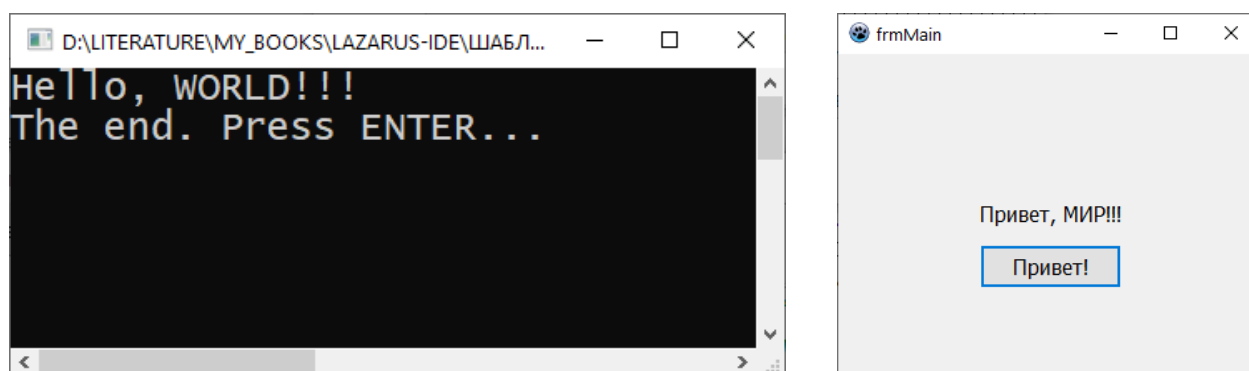 D:\LITERATURE\MY_BOOKS\LAZARUS-IDE\ШАБЛ...
Hello, WORLD!!!
The end. Press ENTER...
frmMain
Привет, МИР!!!
Привет!